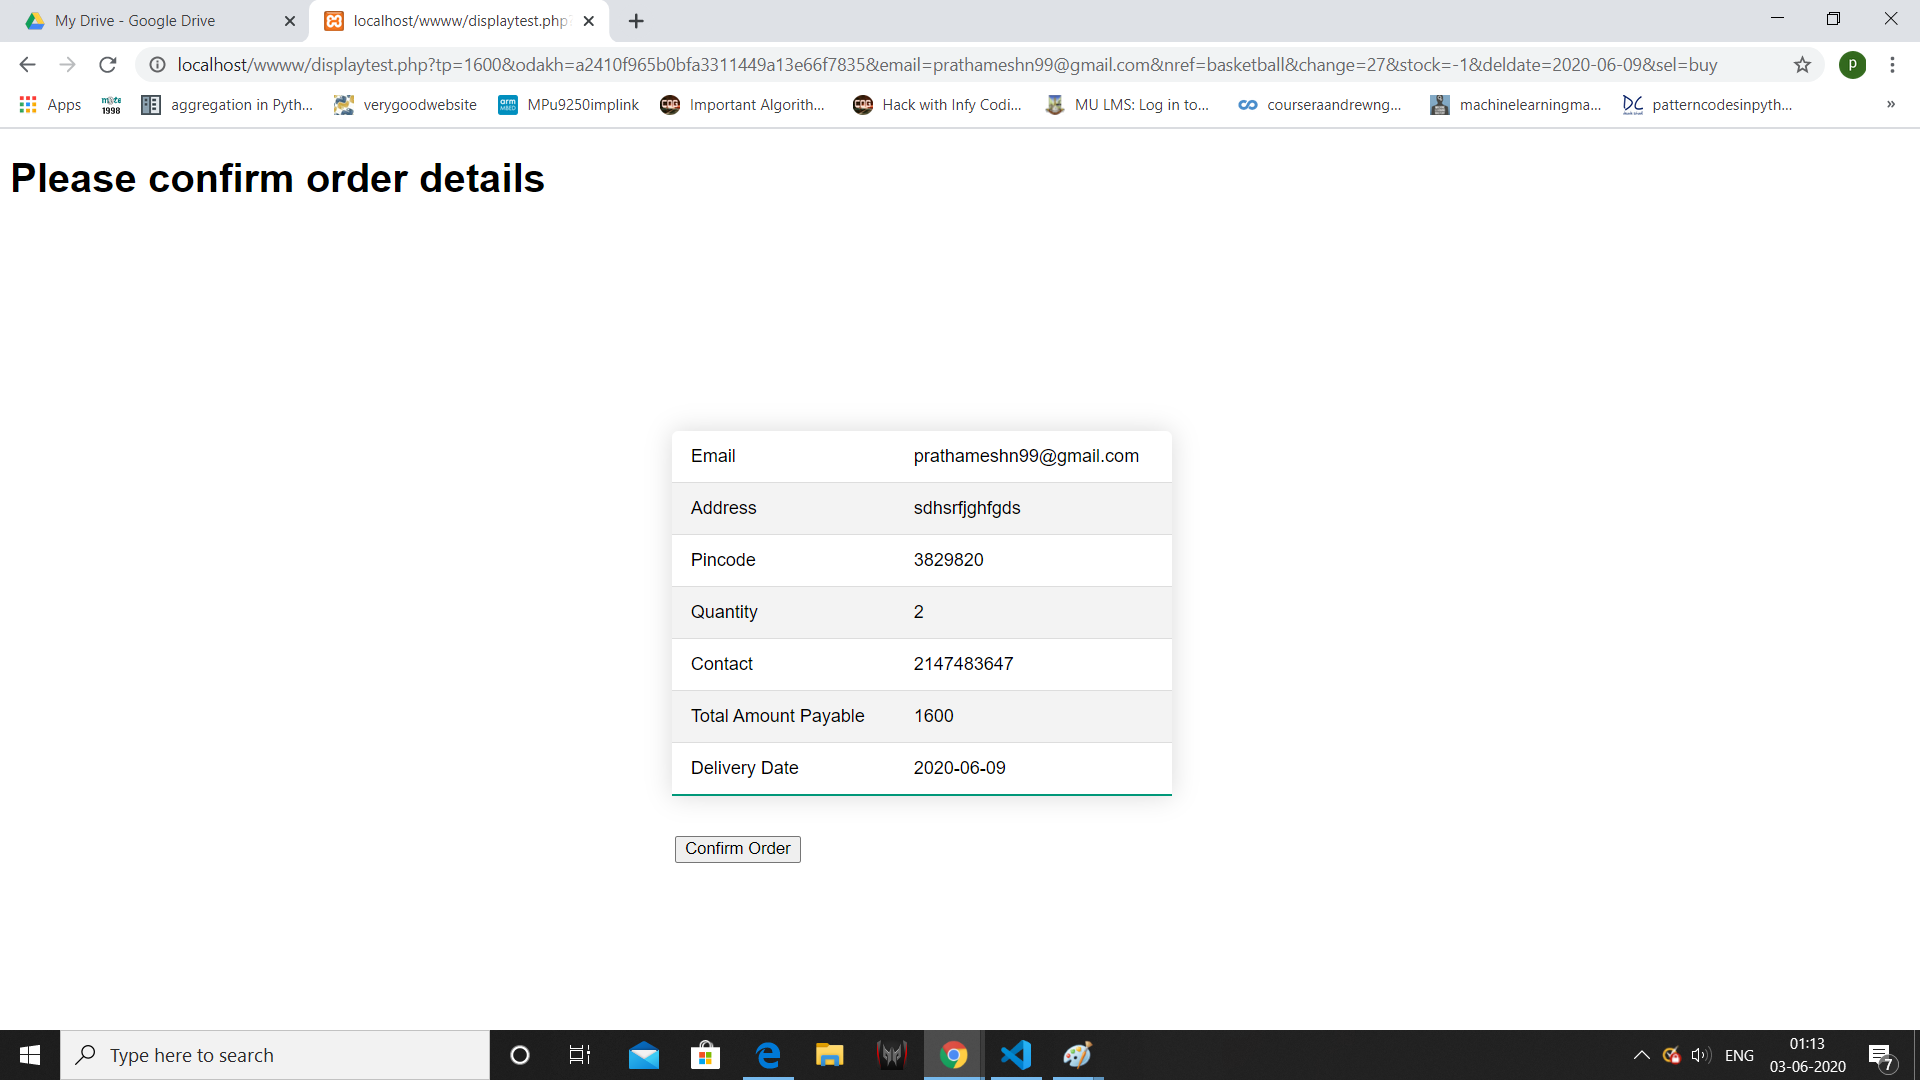 My Drive - Google Drive
localhost/wwww/displaytest.php?
localhost/wwww/displaytest.php?tp=1600&odakh=a2410f965b0bfa3311449a13e66f7835&email=prathameshn99@gmail.com&nref=basketball&change=27&stock=-1&deldate=2020-06-09&sel=buy
P
Apps
1998
aggregation in Pyth...
verygoodwebsite
arm MBED
MPu9250implink
Important Algorith...
Hack with Infy Codi...
MU LMS: Log in to...
courseraandrewng...
machinelearningma...
patterncodesinpyth...
»
Please confirm order details
Email prathameshn99@gmail.com
Address sdhsrfjghfgds
Pincode 3829820
Quantity 2
Contact 2147483647
Total Amount Payable 1600
Delivery Date 2020-06-09
Confirm Order
Type here to search
ENG
01:13
03-06-2020
7